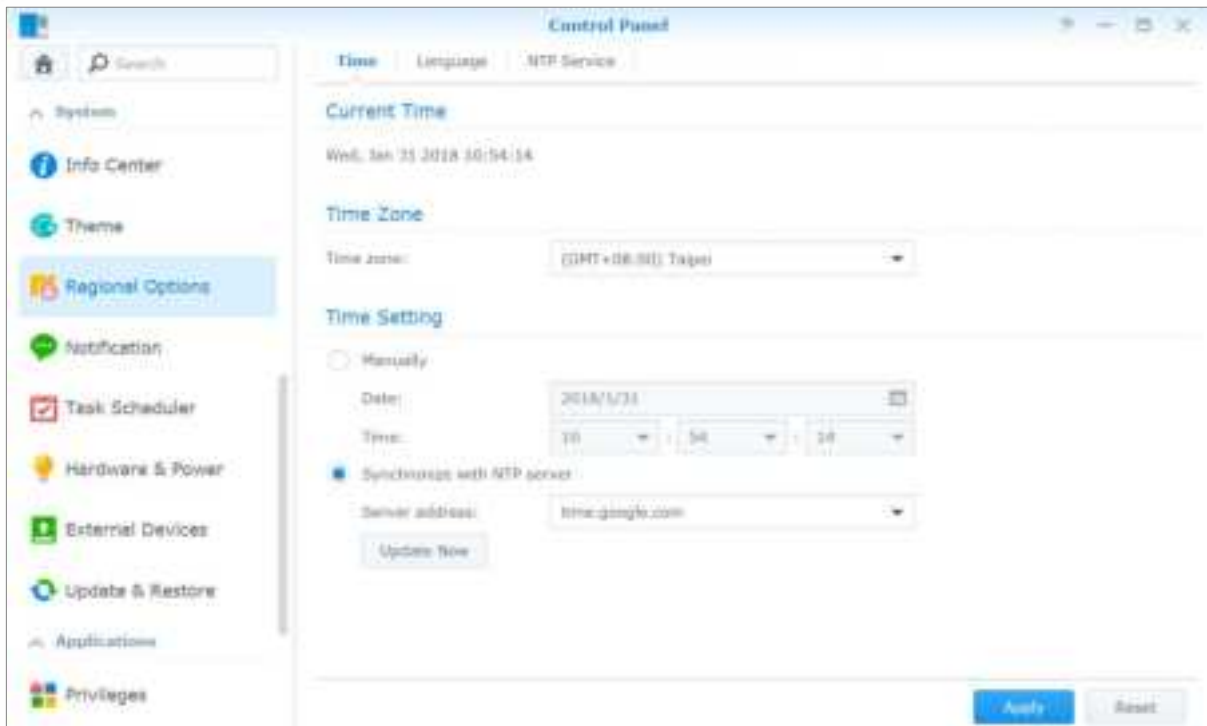 Control Panel
Search
Time Language NTP Service
System
Current Time
Wed, Jan 31 2018 10:54:14
Info Center
Time Zone
Theme
Time zone: (GMT+08:00) Taipei
Regional Options
Time Setting
Notification
Manually
Date: 2018/1/31
Task Scheduler
Time: 10 : 54 : 14
Hardware & Power
Synchronize with NTP server
Server address: time.google.com
External Devices
Update Now
Update & Restore
Applications
Privileges
Apply Reset